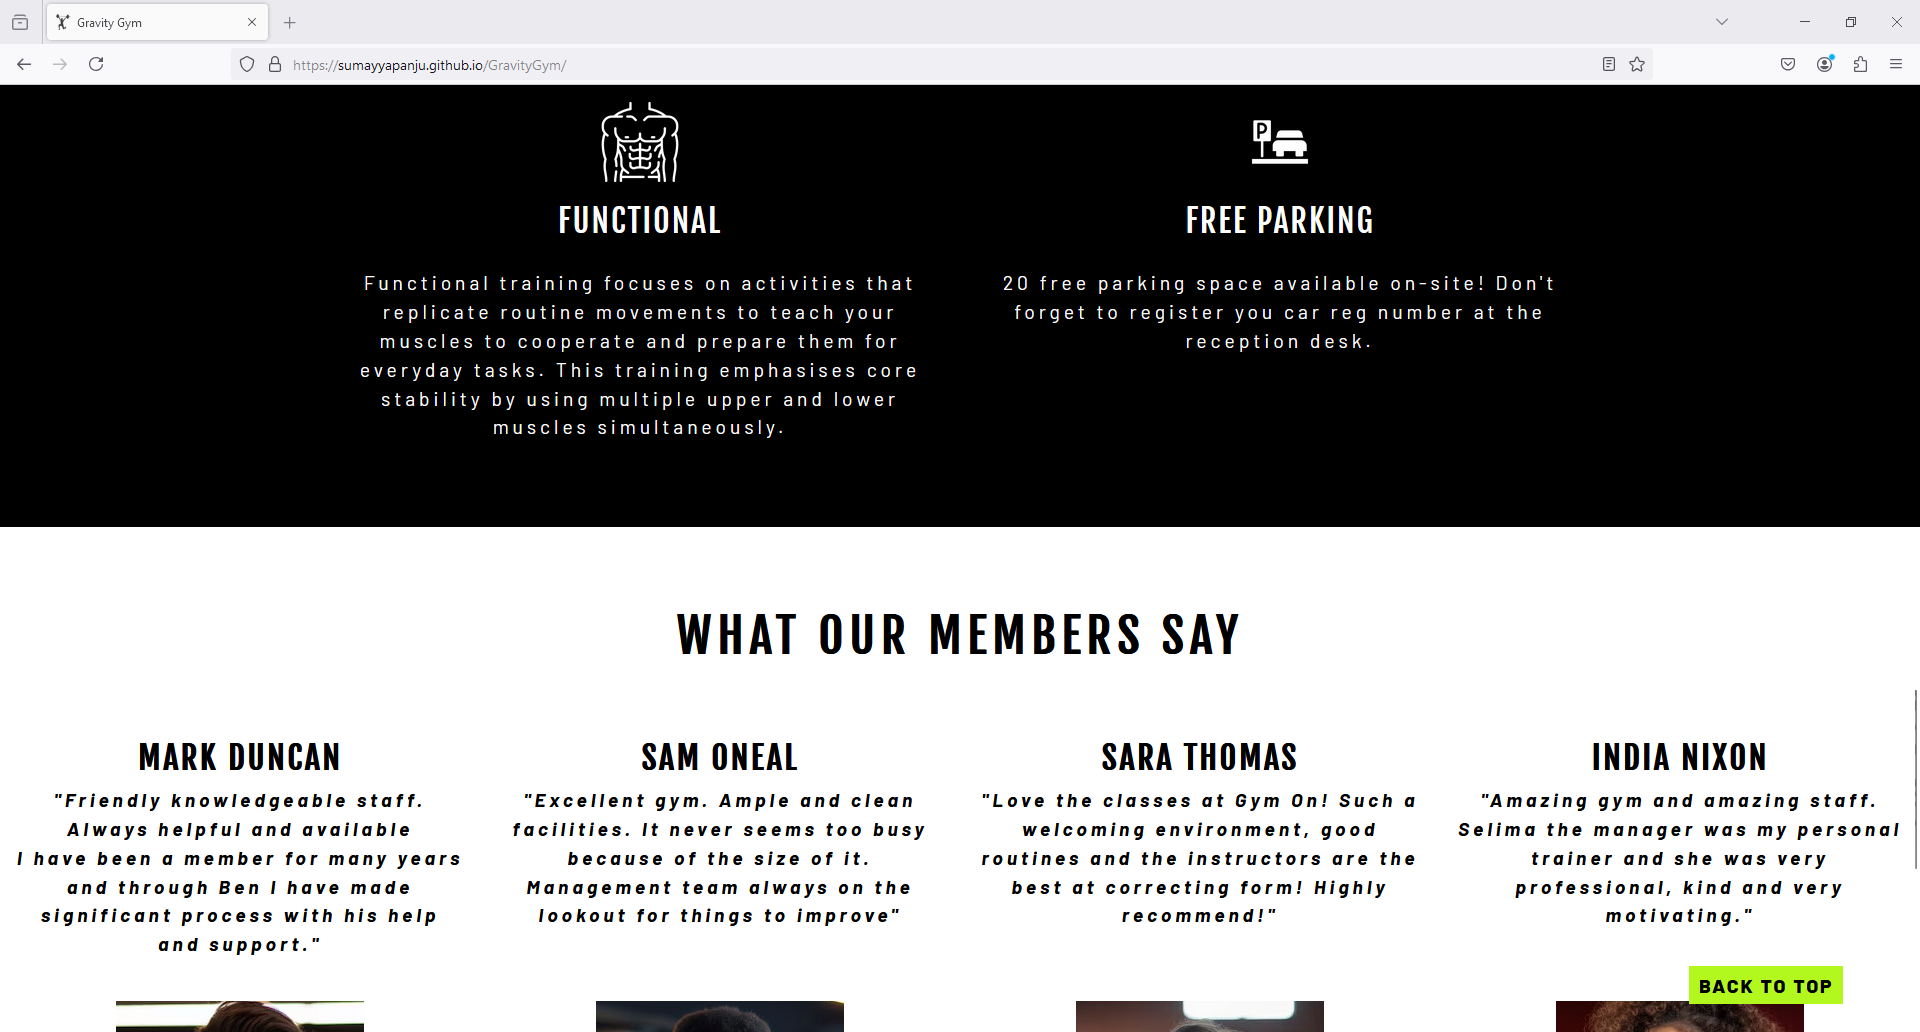 Gravity Gym
https://sumayyapanju.github.io/GravityGym/
P
FUNCTIONAL
Functional training focuses on activities that
replicate routine movements to teach your
muscles to cooperate and prepare them for
everyday tasks. This training emphasises core
stability by using multiple upper and lower
muscles simultaneously.
FREE PARKING
20 free parking space available on-site! Don't
forget to register you car reg number at the
reception desk.
WHAT OUR MEMBERS SAY
MARK DUNCAN
"Friendly knowledgeable staff.
Always helpful and available
I have been a member for many years
and through Ben I have made
significant process with his help
and support."
SAM ONEAL
"Excellent gym. Ample and clean
facilities. It never seems too busy
because of the size of it.
Management team always on the
lookout for things to improve"
SARA THOMAS
"Love the classes at Gym On! Such a
welcoming environment, good
routines and the instructors are the
best at correcting form! Highly
recommend!"
INDIA NIXON
"Amazing gym and amazing staff.
Selima the manager was my personal
trainer and she was very
professional, kind and very
motivating."
BACK TO TOP